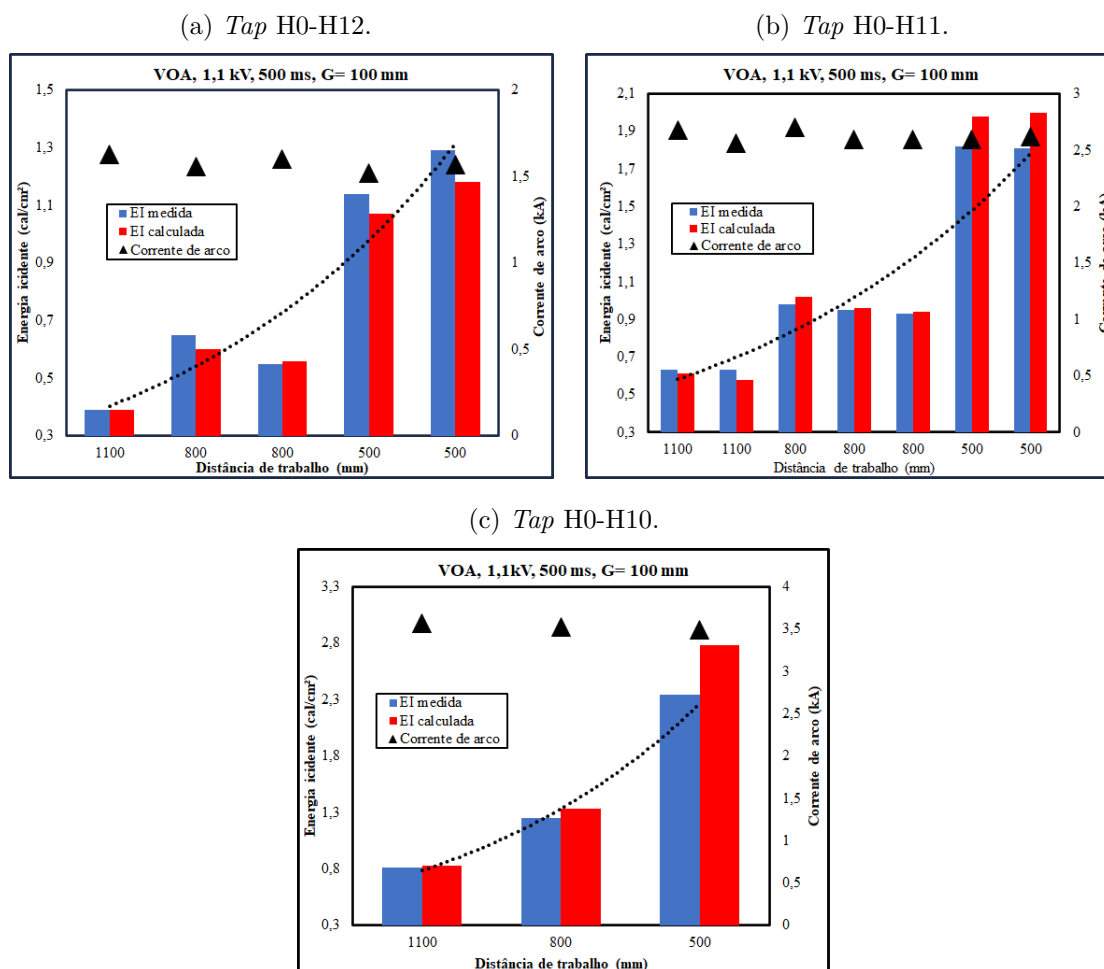 (a) Tap H0-H12.
VOA, 1,1 kV, 500 ms, G= 100 mm
Energia icidente (cal/cm²)
1,5
1,3
1,1
0,9
0,7
0,5
0,3
EI medida
EI calculada
Corrente de arco
2
1,5
1
0,5
0
Corrente de arco (kA)
1100 800 800 500 500
Distância de trabalho (mm)
(b) Tap H0-H11.
VOA, 1,1 kV, 500 ms, G= 100 mm
Energia icidente (cal/cm²)
2,1
1,9
1,7
1,5
1,3
1,1
0,9
0,7
0,5
0,3
EI medida
EI calculada
Corrente de arco
3
2,5
2
1,5
1
0,5
0
Corrente de arco (kA)
1100 1100 800 800 800 500 500
Distância de trabalho (mm)
(c) Tap H0-H10.
VOA, 1,1kV, 500 ms, G= 100 mm
Energia icidente (cal/cm²)
3,3
2,8
2,3
1,8
1,3
0,8
0,3
EI medida
EI calculada
Corrente de arco
4
3,5
3
2,5
2
1,5
1
0,5
0
Corrente de arco (kA)
1100 800 500
Distância de trabalho (mm)